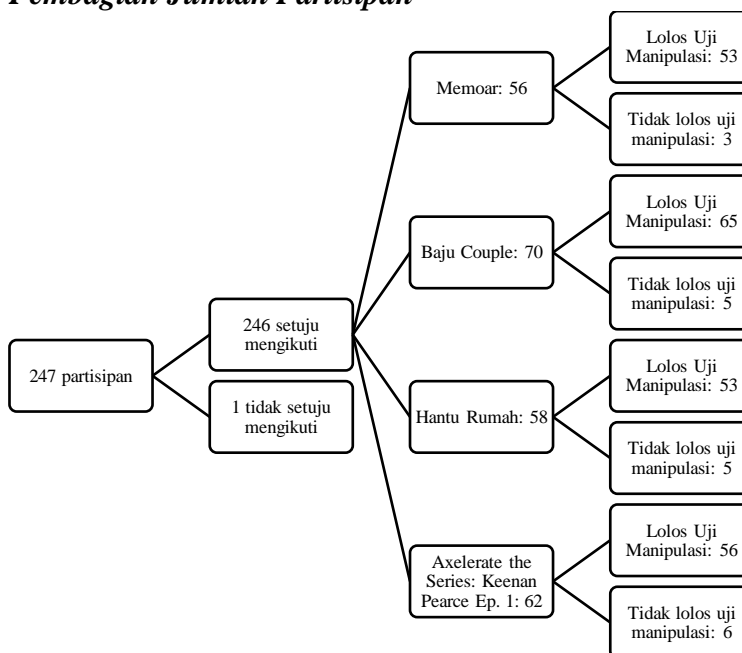 Pembagian Jumlah Partisipan
247 partisipan
246 setuju
mengikuti
1 tidak setuju
mengikuti
Memoar: 56
Lolos Uji
Manipulasi: 53
Tidak lolos uji
manipulasi: 3
Baju Couple: 70
Lolos Uji
Manipulasi: 65
Tidak lolos uji
manipulasi: 5
Hantu Rumah: 58
Lolos Uji
Manipulasi: 53
Tidak lolos uji
manipulasi: 5
Axelerate the
Series: Keenan
Pearce Ep. 1: 62
Lolos Uji
Manipulasi: 56
Tidak lolos uji
manipulasi: 6